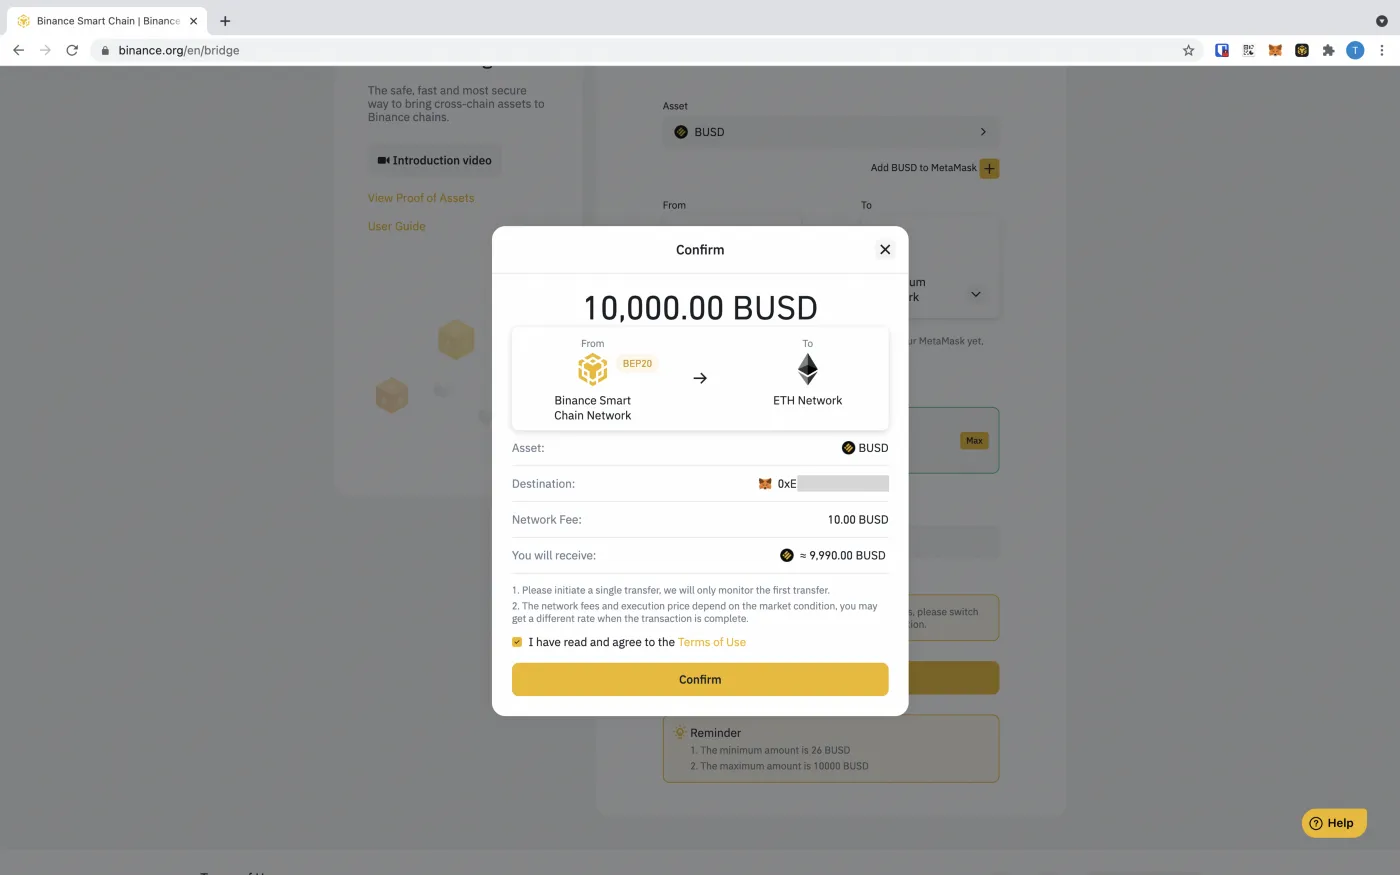 Binance Smart Chain | Binance
binance.org/en/bridge
T
The safe, fast and most secure
way to bring cross-chain assets to
Binance chains.
Introduction video
View Proof of Assets
User Guide
Asset
BUSD
Add BUSD to MetaMask
From
To
Confirm
10,000.00 BUSD
From
BEP20
Binance Smart
Chain Network
To
ETH Network
Asset:
BUSD
Destination:
0xE
Network Fee:
10.00 BUSD
You will receive:
≈ 9,990.00 BUSD
1. Please initiate a single transfer, we will only monitor the first transfer.
2. The network fees and execution price depend on the market condition, you may
get a different rate when the transaction is complete.
I have read and agree to the Terms of Use
Confirm
um
rk
ur MetaMask yet,
Max
s, please switch
ion.
Reminder
1. The minimum amount is 26 BUSD
2. The maximum amount is 10000 BUSD
Help